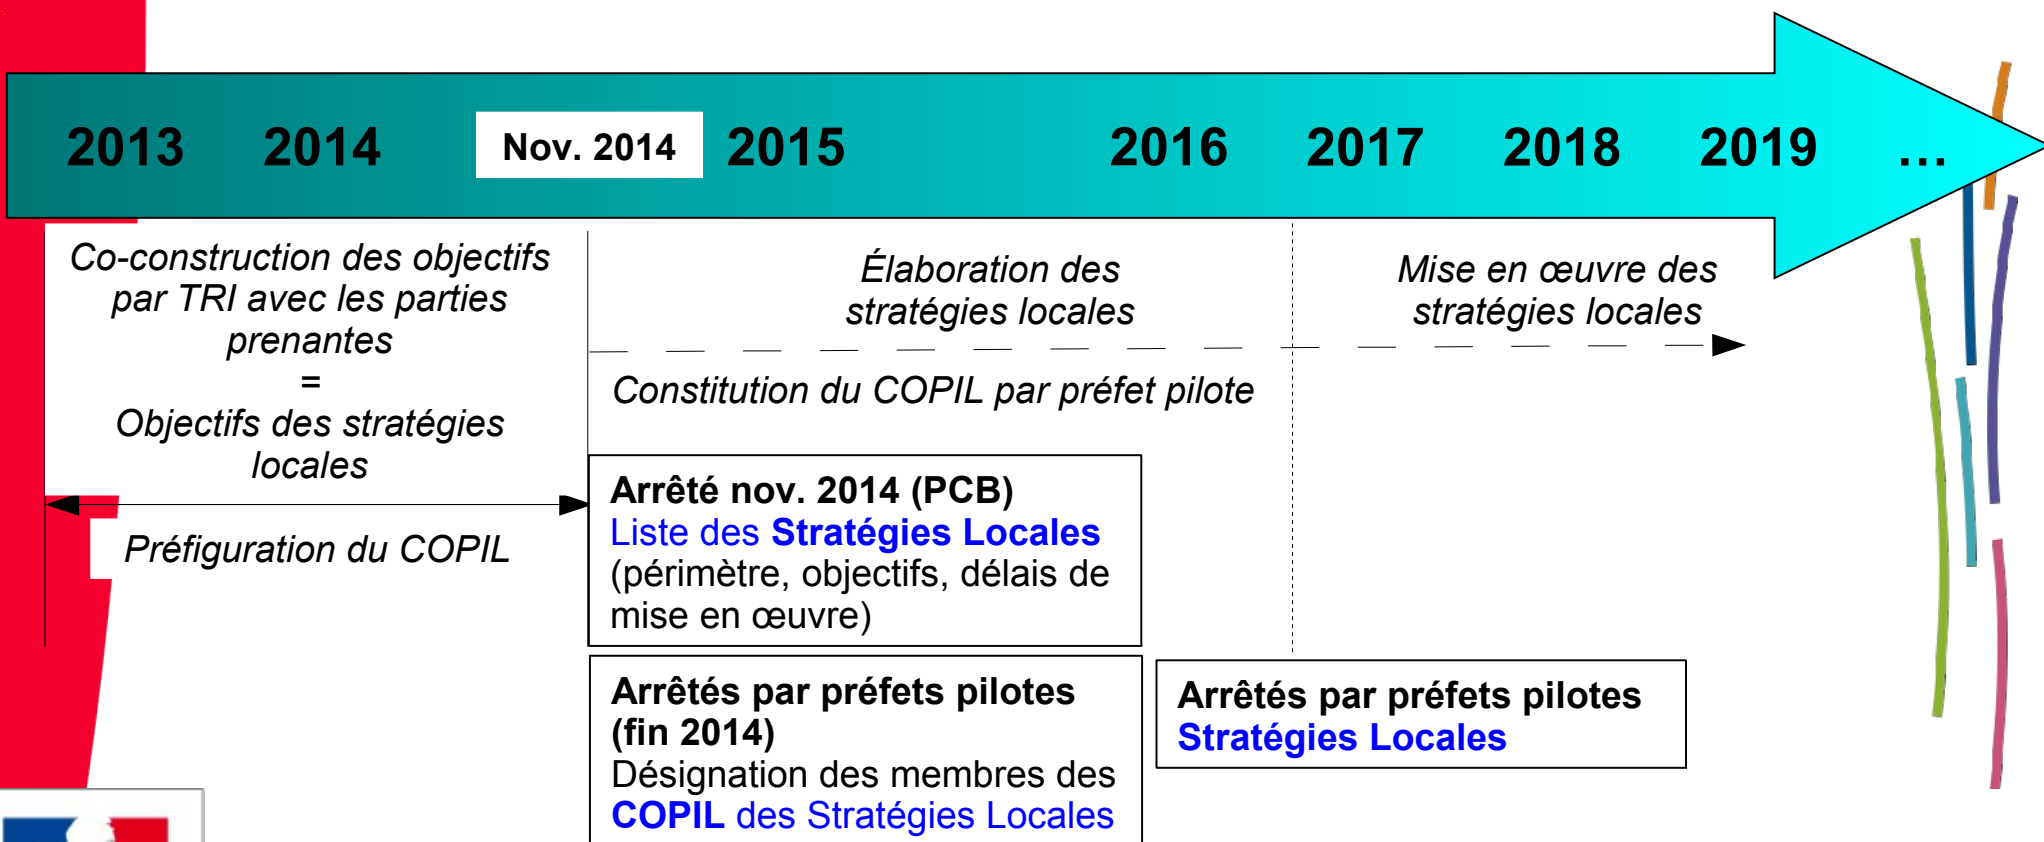 2013 2014 Nov. 2014 2015 2016 2017 2018 2019 …
Co-construction des objectifs
par TRI avec les parties
prenantes
=
Objectifs des stratégies
locales
Préfiguration du COPIL
Élaboration des
stratégies locales
Constitution du COPIL par préfet pilote
Mise en œuvre des
stratégies locales
Arrêté nov. 2014 (PCB)
Liste des Stratégies Locales
(périmètre, objectifs, délais de
mise en œuvre)
Arrêtés par préfets pilotes
(fin 2014)
Désignation des membres des
COPIL des Stratégies Locales
Arrêtés par préfets pilotes
Stratégies Locales